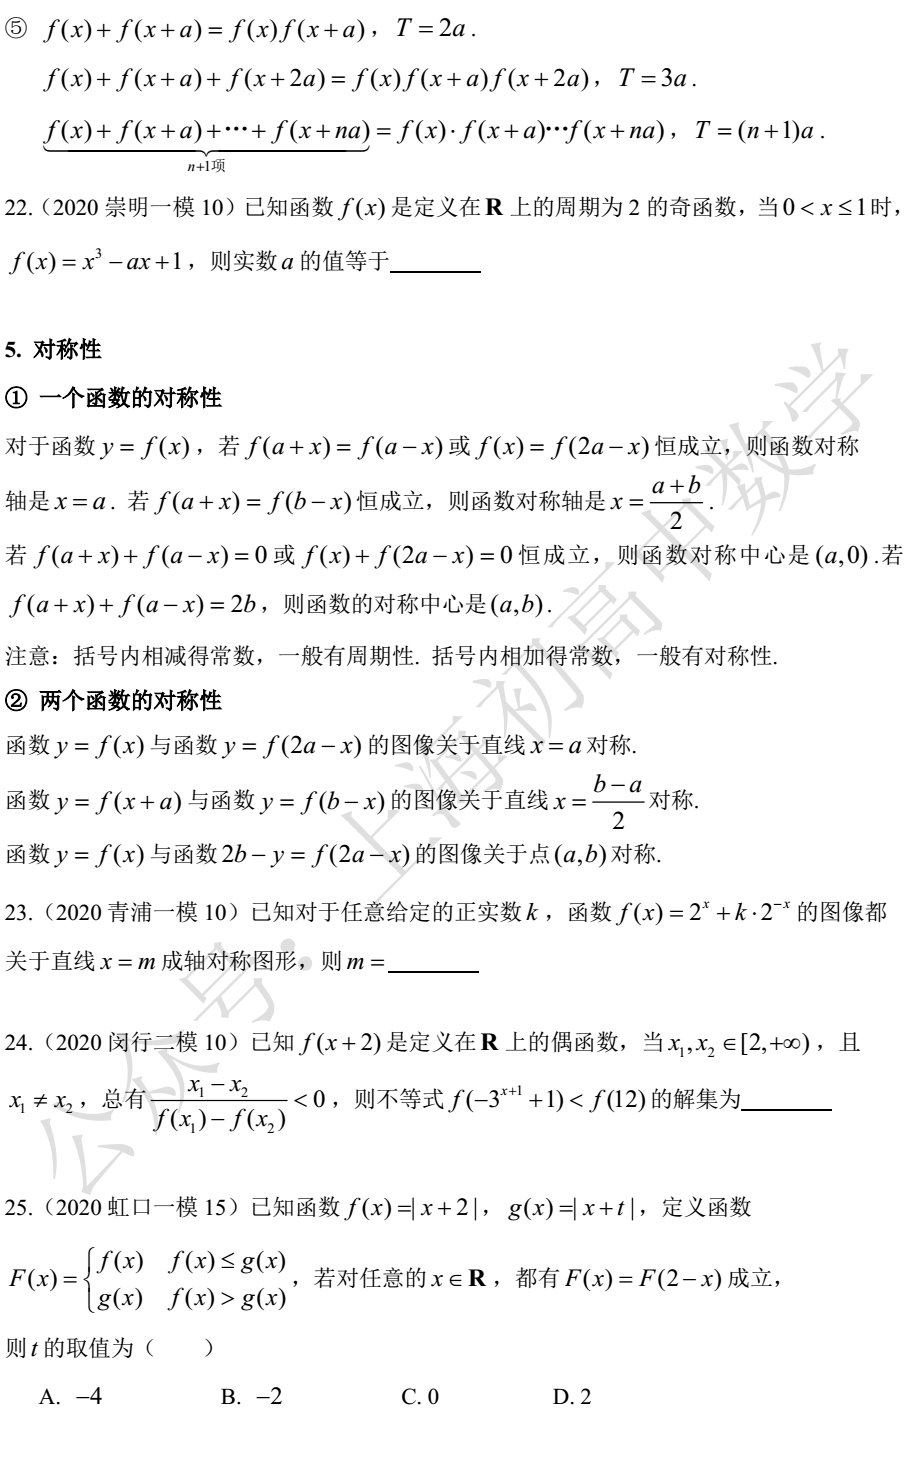 ⑤ f(x)+f(x+a)=f(x)f(x+a)，T=2a.
f(x)+f(x+a)+f(x+2a)=f(x)f(x+a)f(x+2a)，T=3a.
f(x)+f(x+a)+⋯+f(x+na)=f(x)·f(x+a)⋯f(x+na)，T=(n+1)a.
n+1项
22.（2020 崇明一模 10）已知函数 f(x) 是定义在 R 上的周期为 2 的奇函数，当 0<x≤1 时，
f(x)=x³−ax+1，则实数 a 的值等于________
5. 对称性
① 一个函数的对称性
对于函数 y=f(x)，若 f(a+x)=f(a−x) 或 f(x)=f(2a−x) 恒成立，则函数对称
轴是 x=a. 若 f(a+x)=f(b−x) 恒成立，则函数对称轴是 x=(a+b)/2.
若 f(a+x)+f(a−x)=0 或 f(x)+f(2a−x)=0 恒成立，则函数对称中心是 (a,0).若
f(a+x)+f(a−x)=2b，则函数的对称中心是 (a,b).
注意：括号内相减得常数，一般有周期性. 括号内相加得常数，一般有对称性.
② 两个函数的对称性
函数 y=f(x) 与函数 y=f(2a−x) 的图像关于直线 x=a 对称.
函数 y=f(x+a) 与函数 y=f(b−x) 的图像关于直线 x=(b−a)/2 对称.
函数 y=f(x) 与函数 2b−y=f(2a−x) 的图像关于点 (a,b) 对称.
23.（2020 青浦一模 10）已知对于任意给定的正实数 k，函数 f(x)=2ˣ+k·2⁻ˣ 的图像都
关于直线 x=m 成轴对称图形，则 m=________
24.（2020 闵行二模 10）已知 f(x+2) 是定义在 R 上的偶函数，当 x₁,x₂∈[2,+∞)，且
x₁≠x₂，总有 (x₁−x₂)/(f(x₁)−f(x₂))<0，则不等式 f(−3ˣ⁺¹+1)<f(12) 的解集为________
25.（2020 虹口一模 15）已知函数 f(x)=|x+2|，g(x)=|x+t|，定义函数
F(x)={f(x) f(x)≤g(x)
g(x) f(x)>g(x)，若对任意的 x∈R，都有 F(x)=F(2−x) 成立，
则 t 的取值为（　　）
A. −4 B. −2 C. 0 D. 2
公众号：上海初高中数学